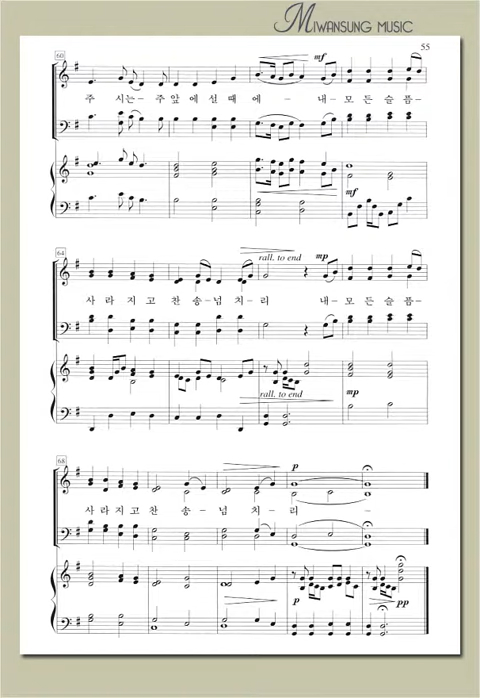 MIWANSUNG MUSIC
55
60
mf
주 시는- 주앞에설때에 - 내-모든슬픔-
mf
64
rall. to end
mp
사라지고찬송-넘치-리 내-모든슬픔-
rall. to end
mp
68
p
사라지고찬 송-넘 치-리 -
p
pp